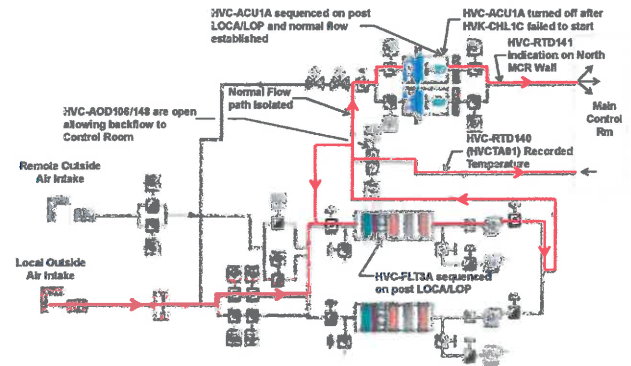 HVC-ACU1A sequenced on post
LOCA/LOP and normal flow
established
HVC-ACU1A turned off after
HVK-CHL1C failed to start
HVC-RTD141
indication on North
MCR Wall
Normal Flow
path Isolated
HVC-AOD106/148 are open
allowing backflow to
Control Room
Main
Control
Rm
HVC-RTD140
(HVCTA01) Recorded
Temperature
Remote Outside
Air Intake
Local Outside
Air Intake
HVC-FLT3A sequenced
on post LOCA/LOP